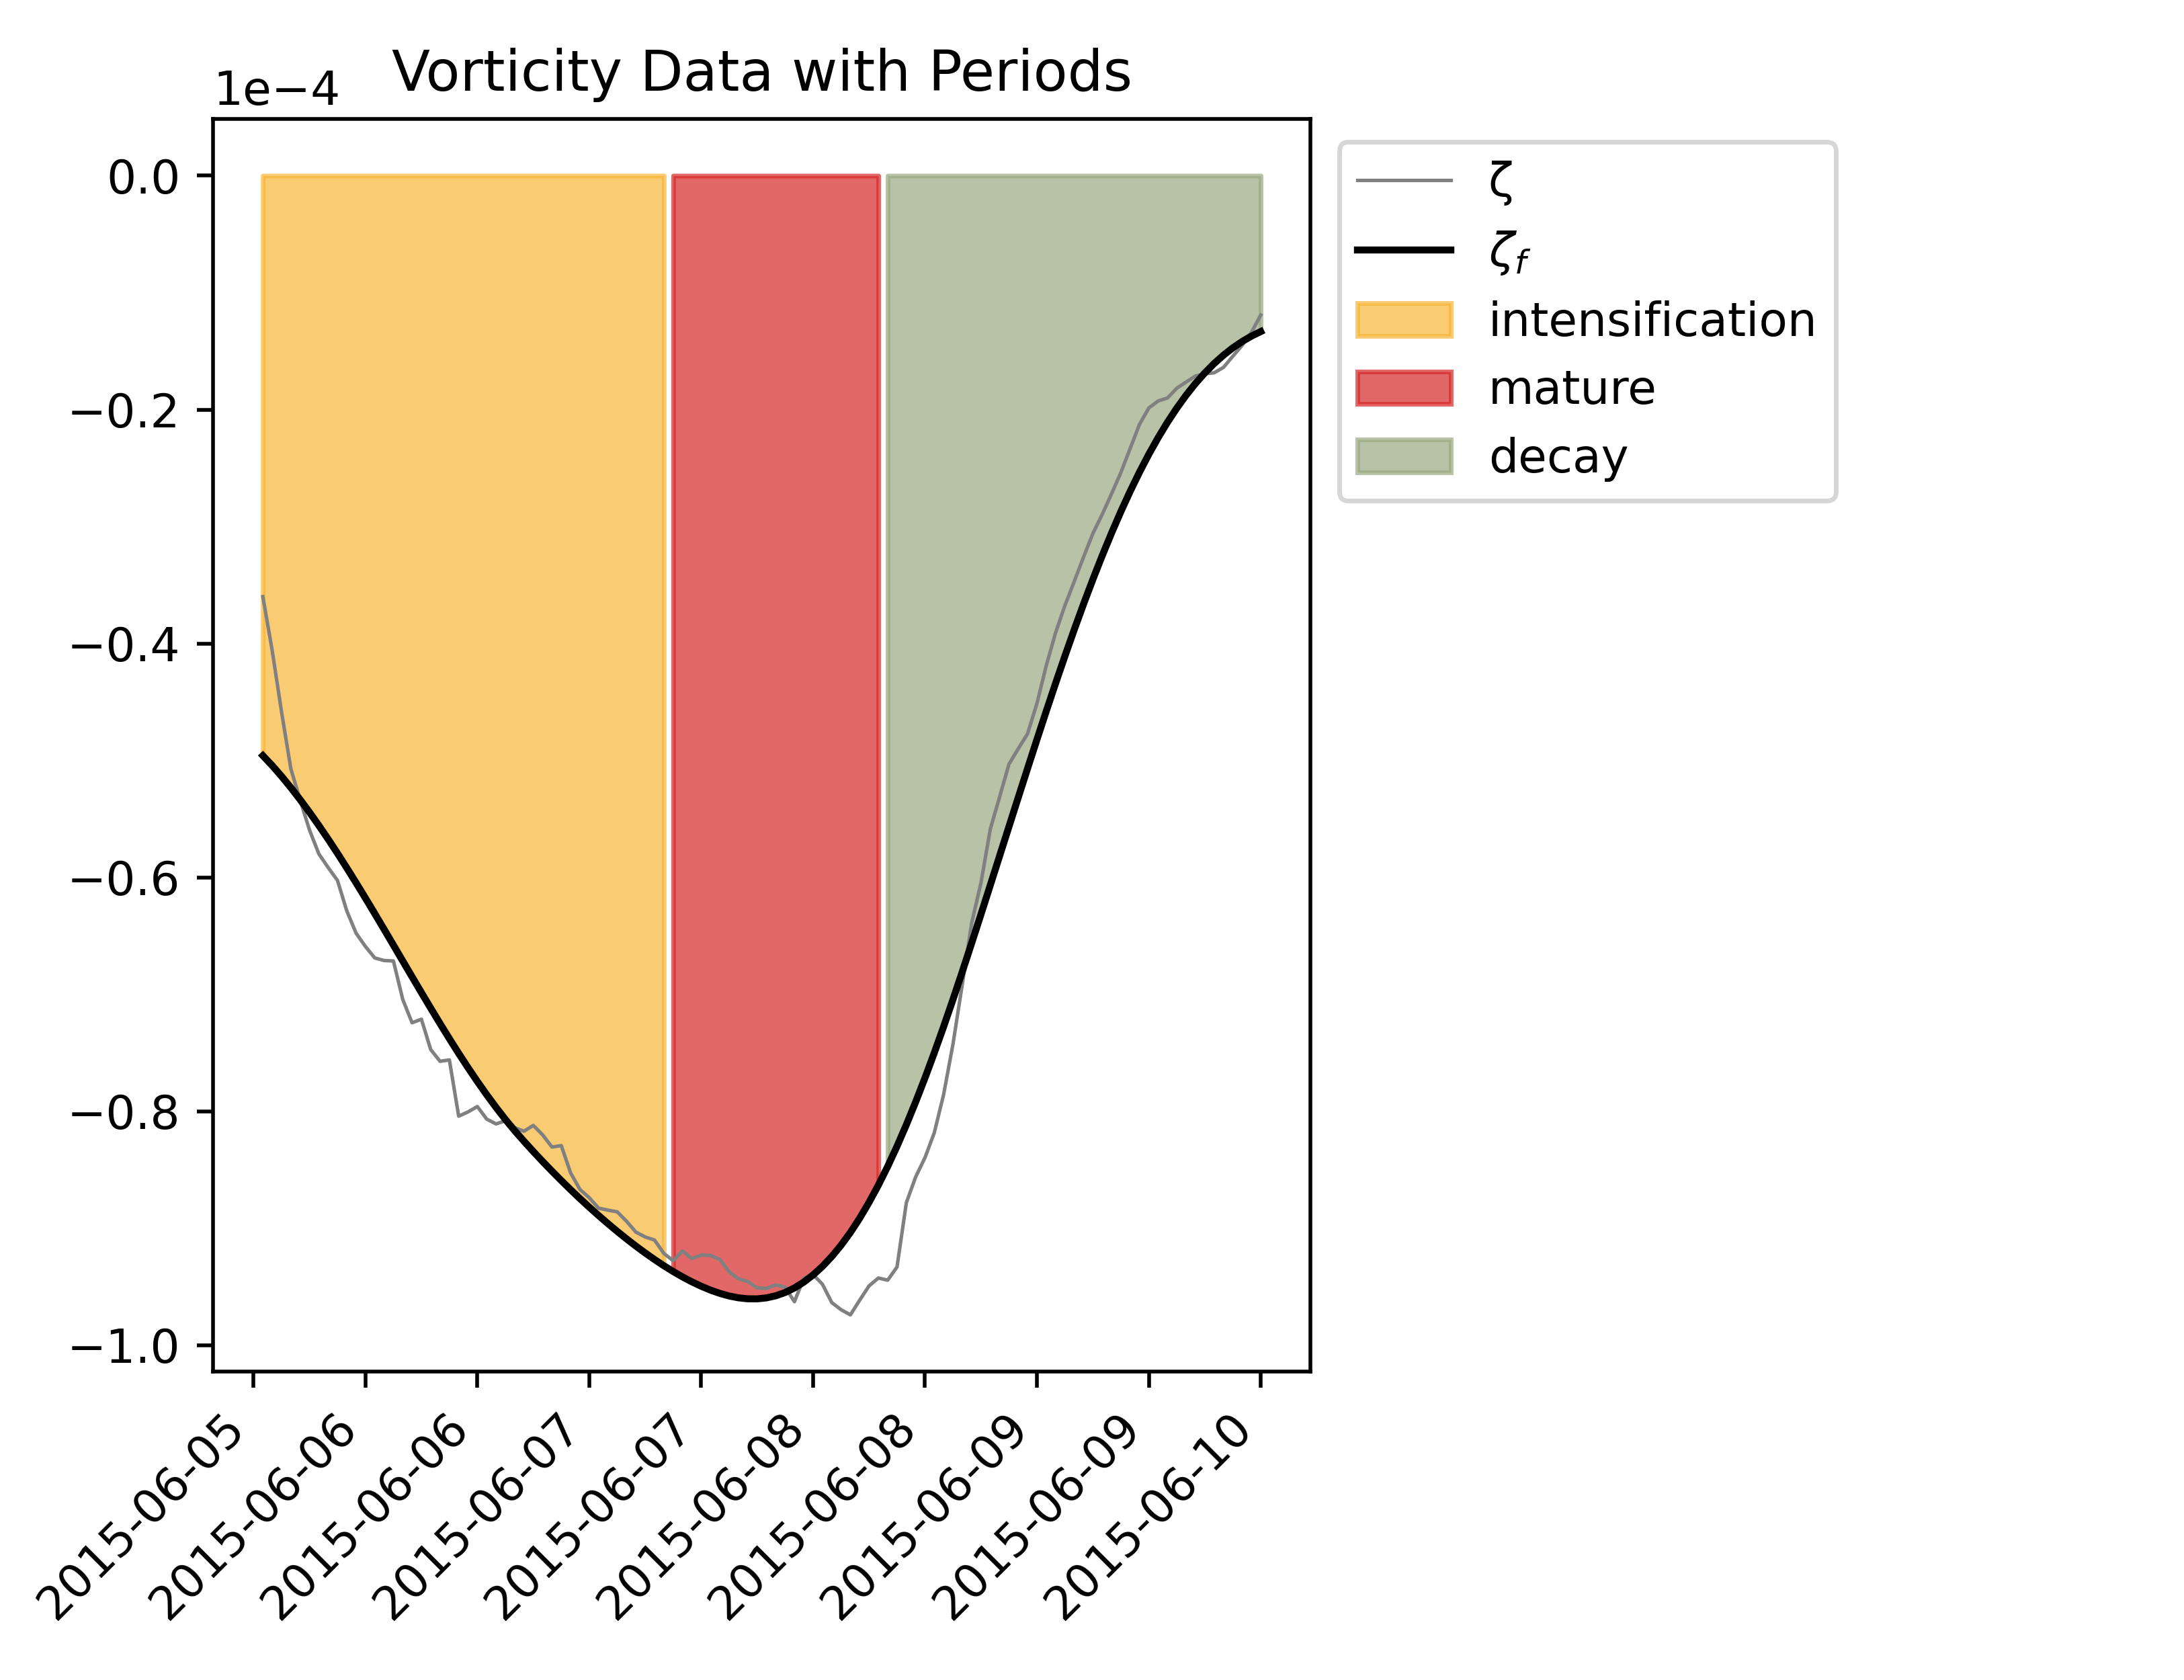 Vorticity Data with Periods
1e−4
0.0
−0.2
−0.4
−0.6
−0.8
−1.0
2015-06-05
2015-06-06
2015-06-06
2015-06-07
2015-06-07
2015-06-08
2015-06-08
2015-06-09
2015-06-09
2015-06-10
ζ
ζf
intensification
mature
decay